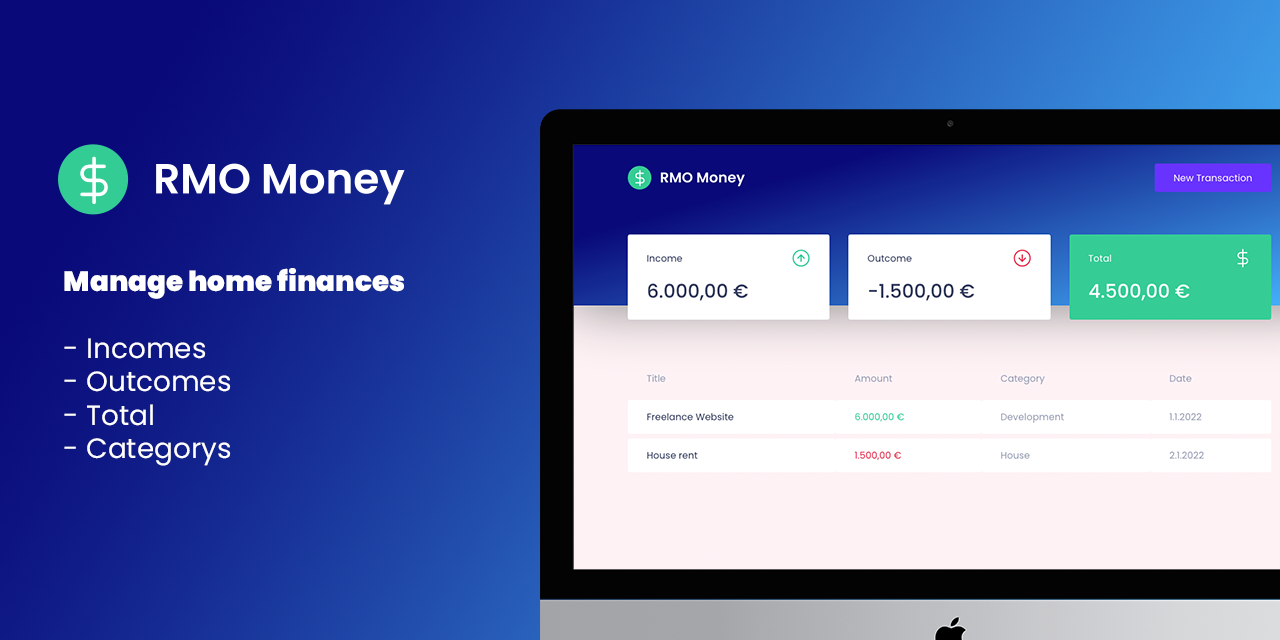 RMO Money
Manage home finances
- Incomes
- Outcomes
- Total
- Categorys
RMO Money
New Transaction
Income
6.000,00 €
Outcome
-1.500,00 €
Total
4.500,00 €
Title Amount Category Date
Freelance Website 6.000,00 € Development 1.1.2022
House rent 1.500,00 € House 2.1.2022